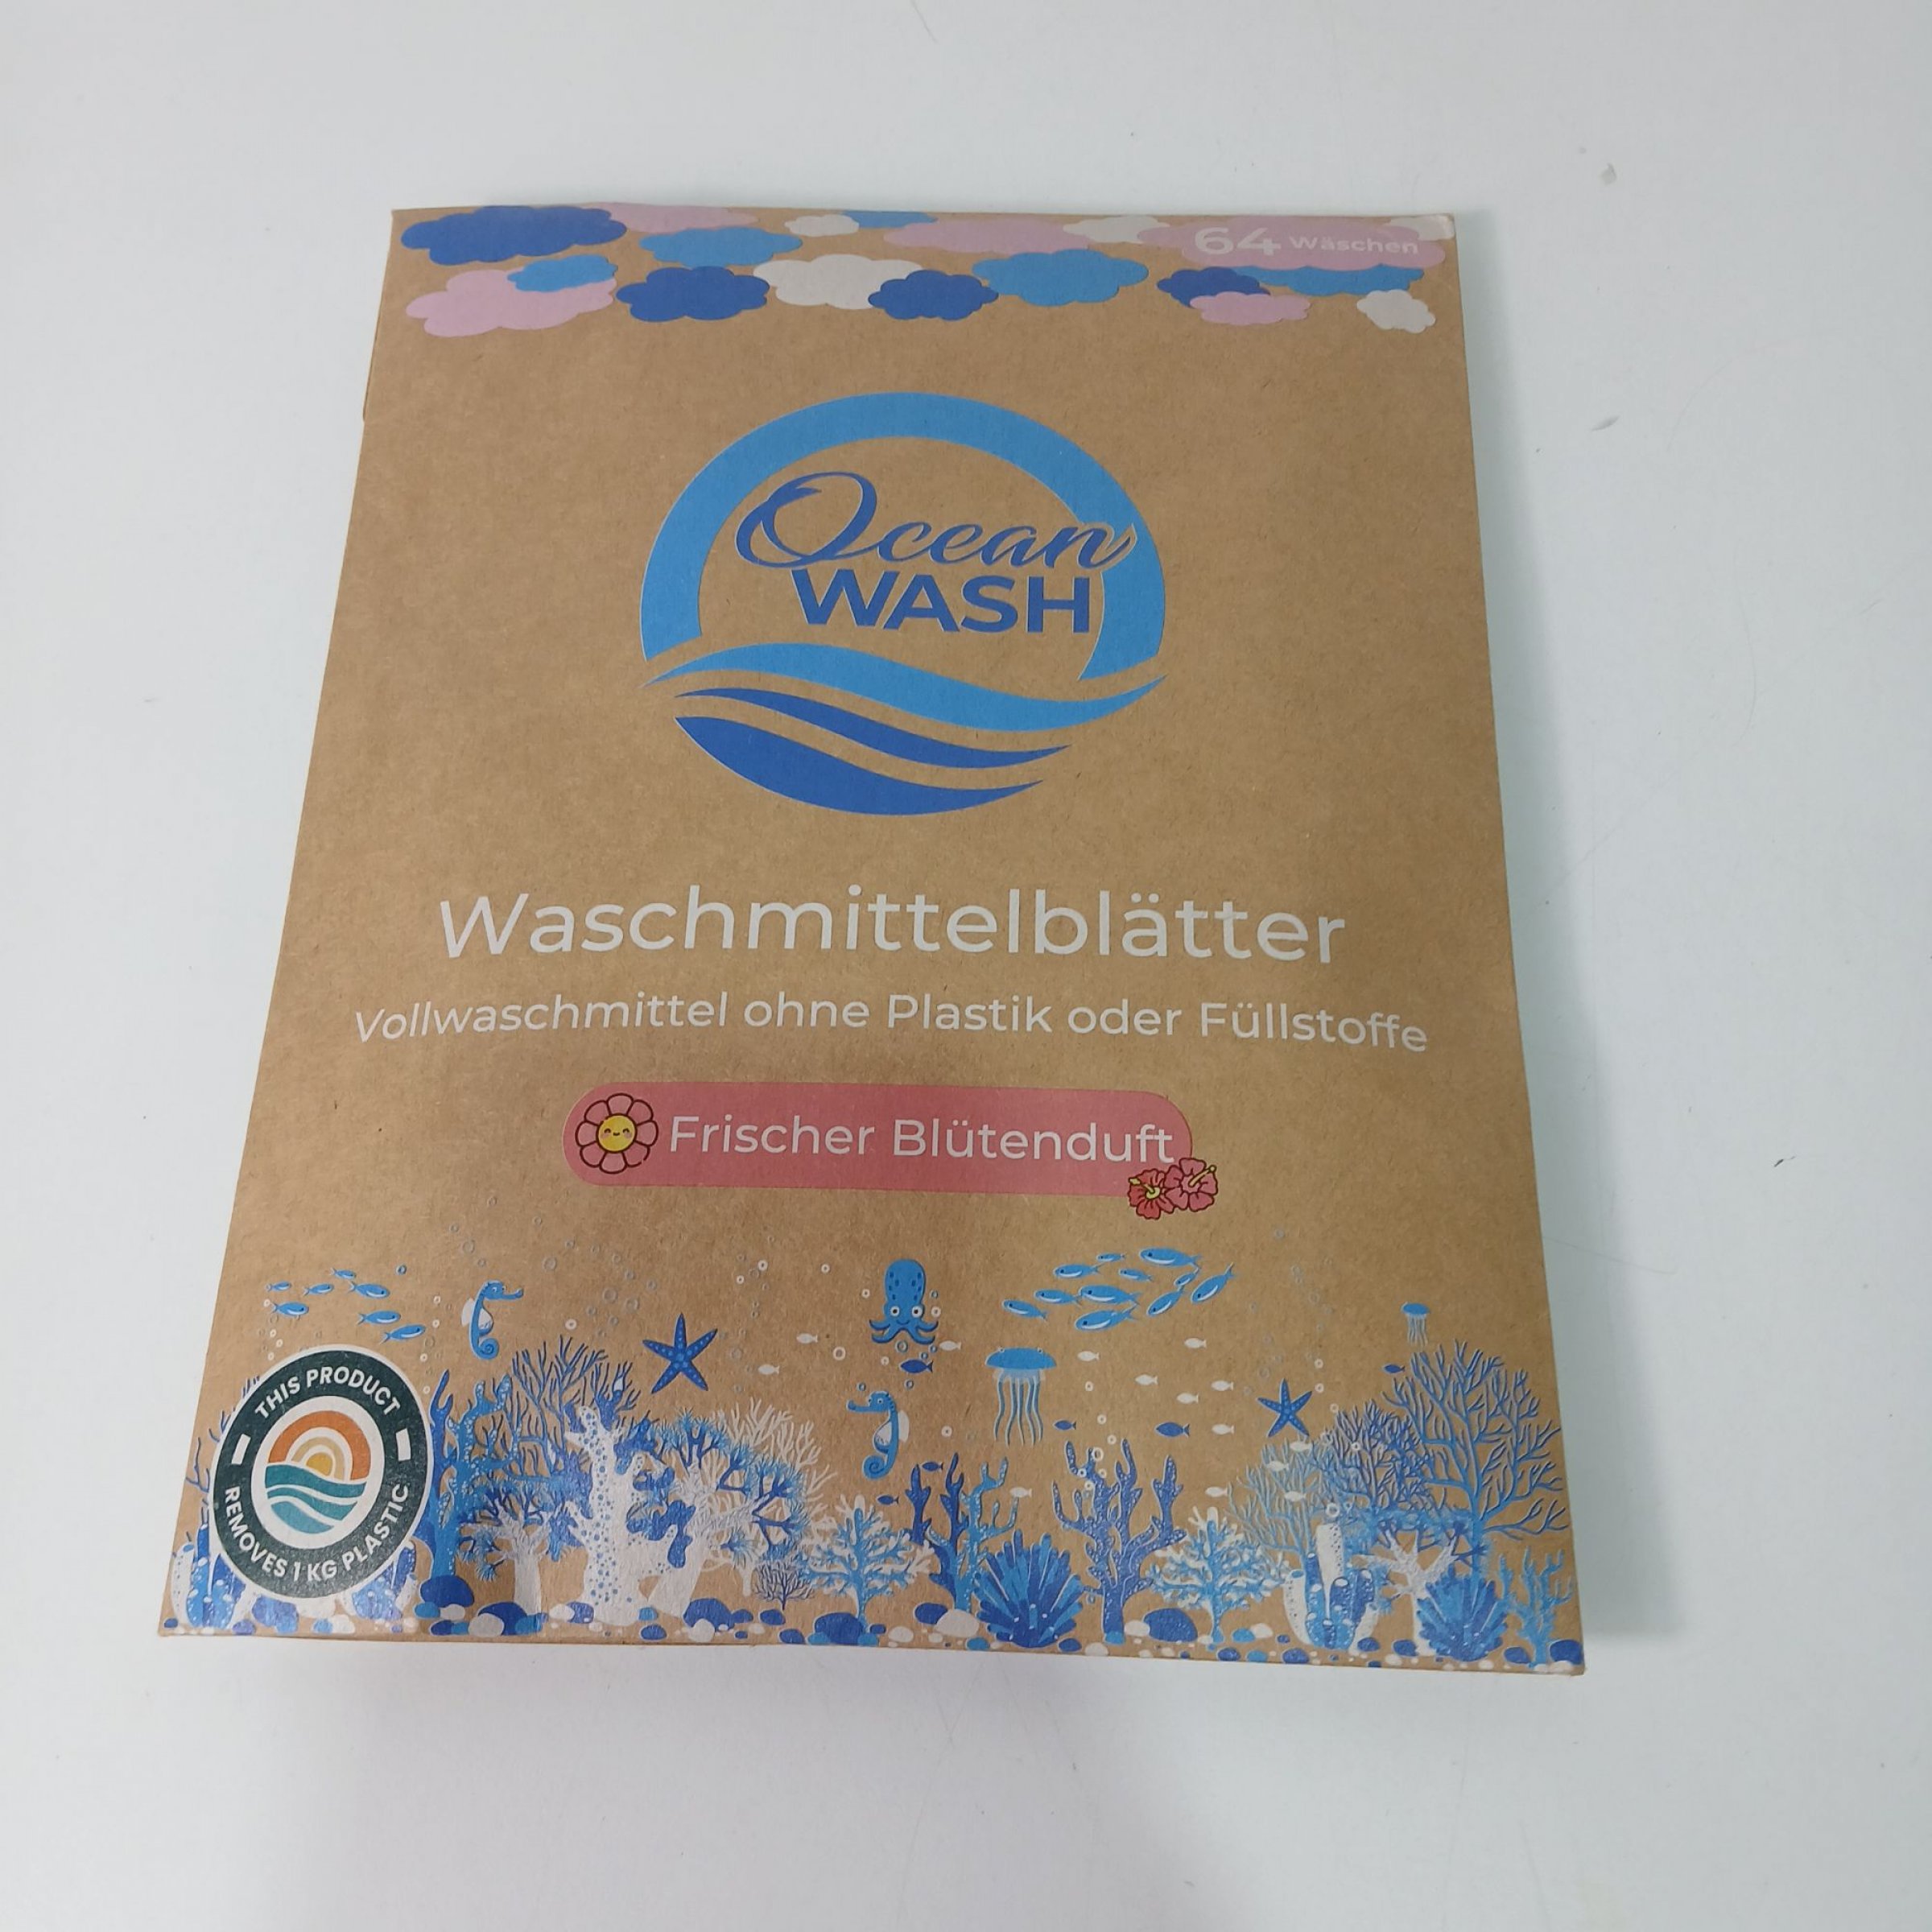 64 Wäschen
Ocean
WASH
Waschmittelblätter
Vollwaschmittel ohne Plastik oder Füllstoffe
Frischer Blütenduft
THIS PRODUCT
REMOVES 1 KG PLASTIC